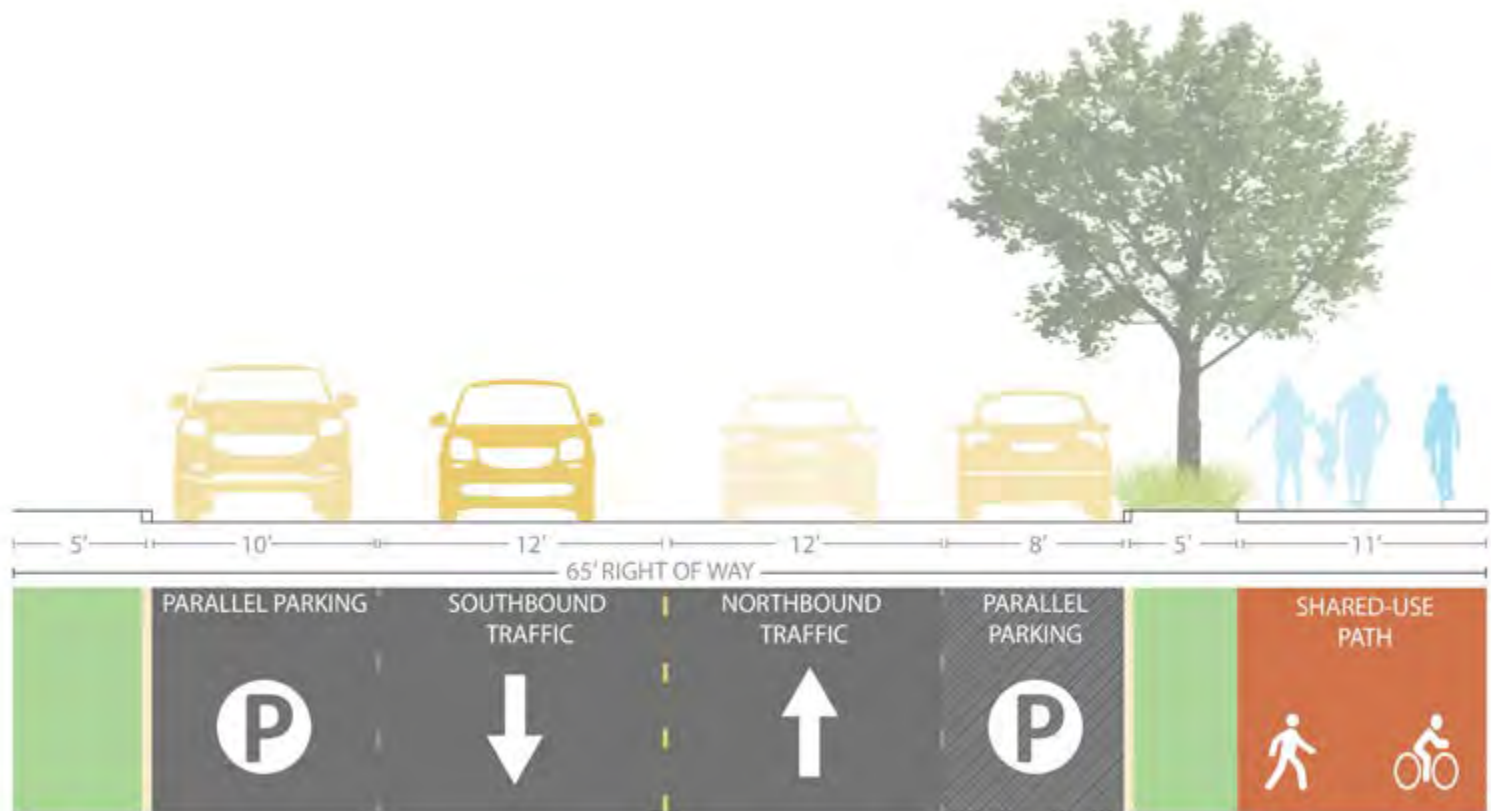 5' 10' 12' 12' 8' 5' 11'
65' RIGHT OF WAY
PARALLEL PARKING
SOUTHBOUND
TRAFFIC
NORTHBOUND
TRAFFIC
PARALLEL
PARKING
SHARED-USE
PATH
P
P